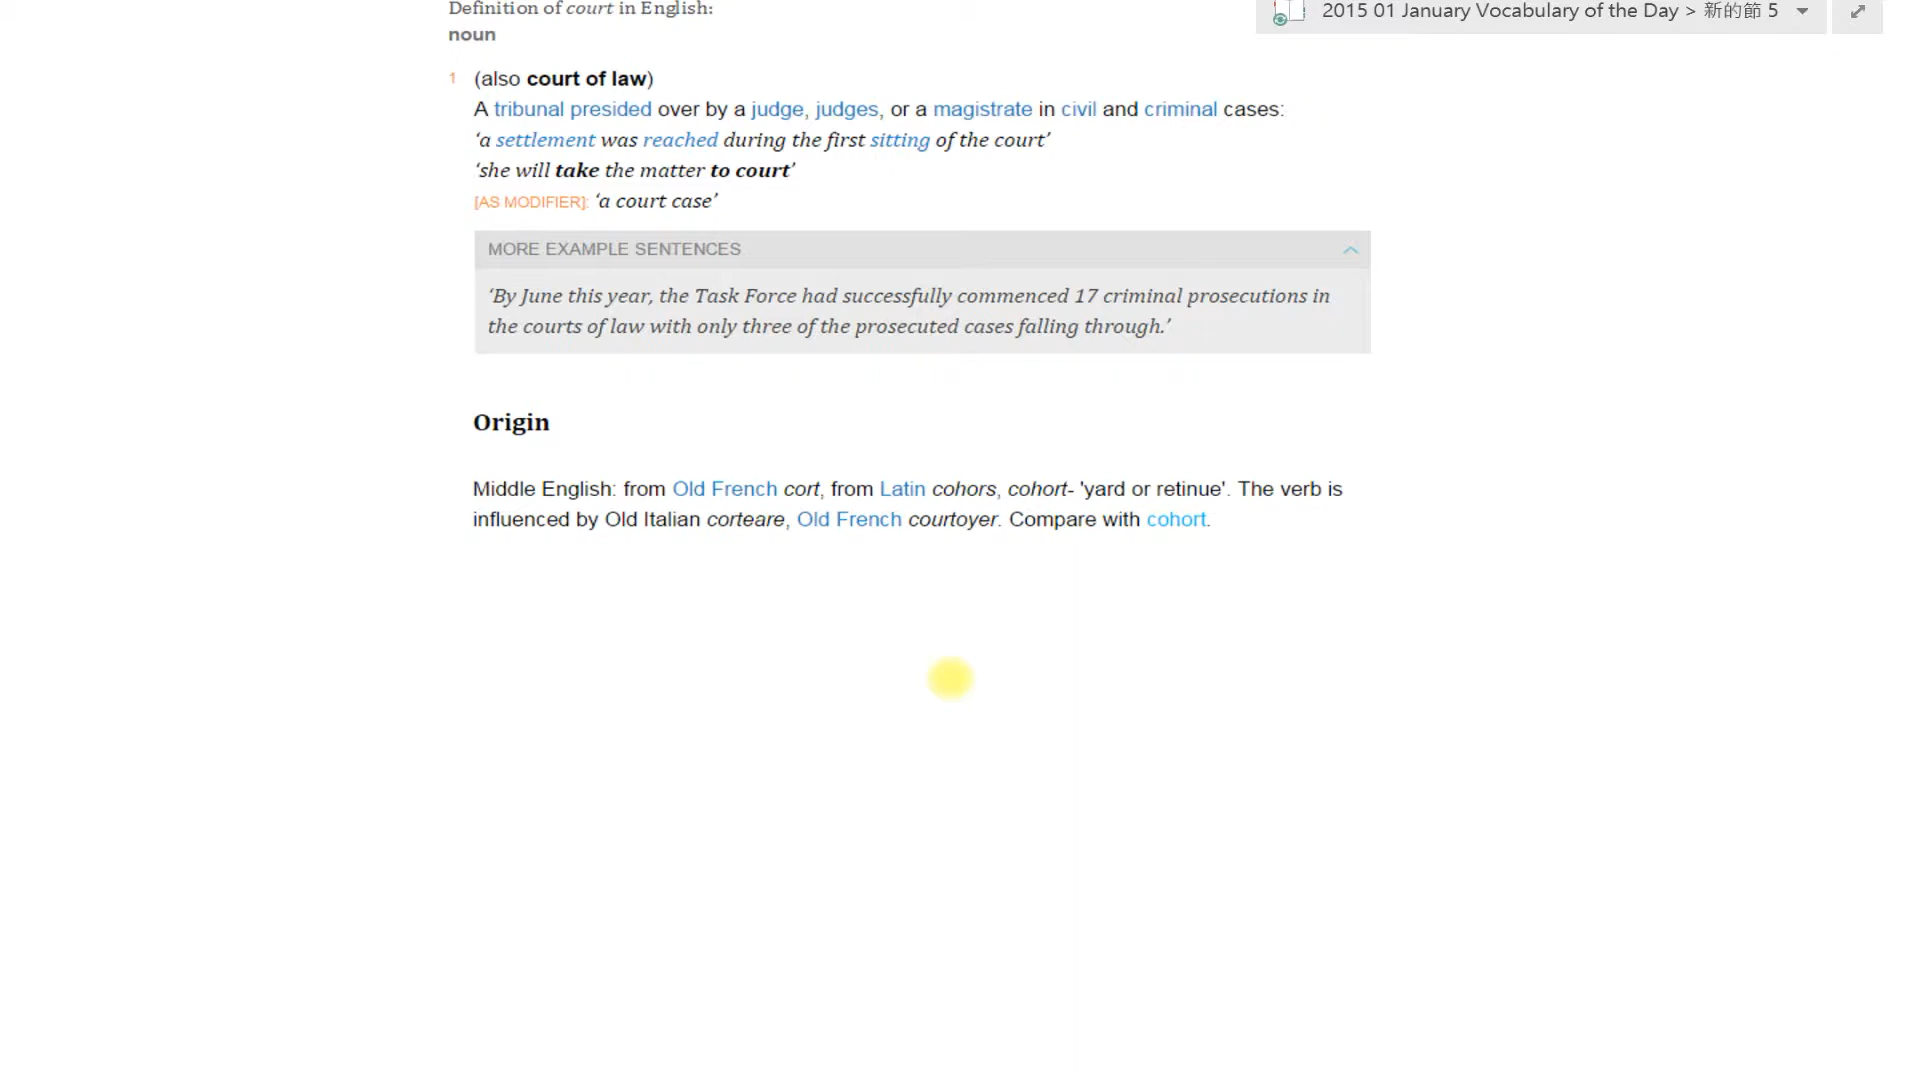 Definition of court in English:
2015 01 January Vocabulary of the Day > 新的節 5
noun
1 (also court of law)
A tribunal presided over by a judge, judges, or a magistrate in civil and criminal cases:
‘a settlement was reached during the first sitting of the court’
‘she will take the matter to court’
[AS MODIFIER]: ‘a court case’
MORE EXAMPLE SENTENCES
‘By June this year, the Task Force had successfully commenced 17 criminal prosecutions in
the courts of law with only three of the prosecuted cases falling through.’
Origin
Middle English: from Old French cort, from Latin cohors, cohort- 'yard or retinue'. The verb is
influenced by Old Italian corteare, Old French courtoyer. Compare with cohort.